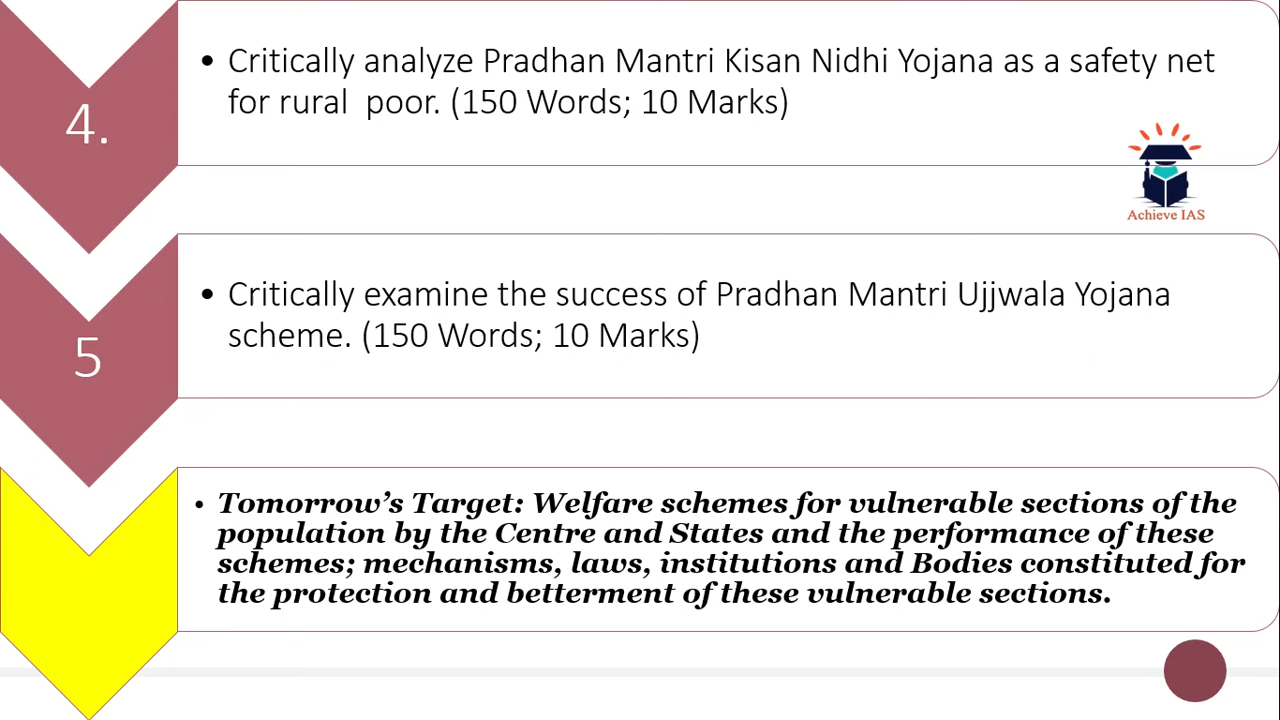 4.
• Critically analyze Pradhan Mantri Kisan Nidhi Yojana as a safety net
for rural poor. (150 Words; 10 Marks)
Achieve IAS
5
• Critically examine the success of Pradhan Mantri Ujjwala Yojana
scheme. (150 Words; 10 Marks)
• Tomorrow’s Target: Welfare schemes for vulnerable sections of the
population by the Centre and States and the performance of these
schemes; mechanisms, laws, institutions and Bodies constituted for
the protection and betterment of these vulnerable sections.